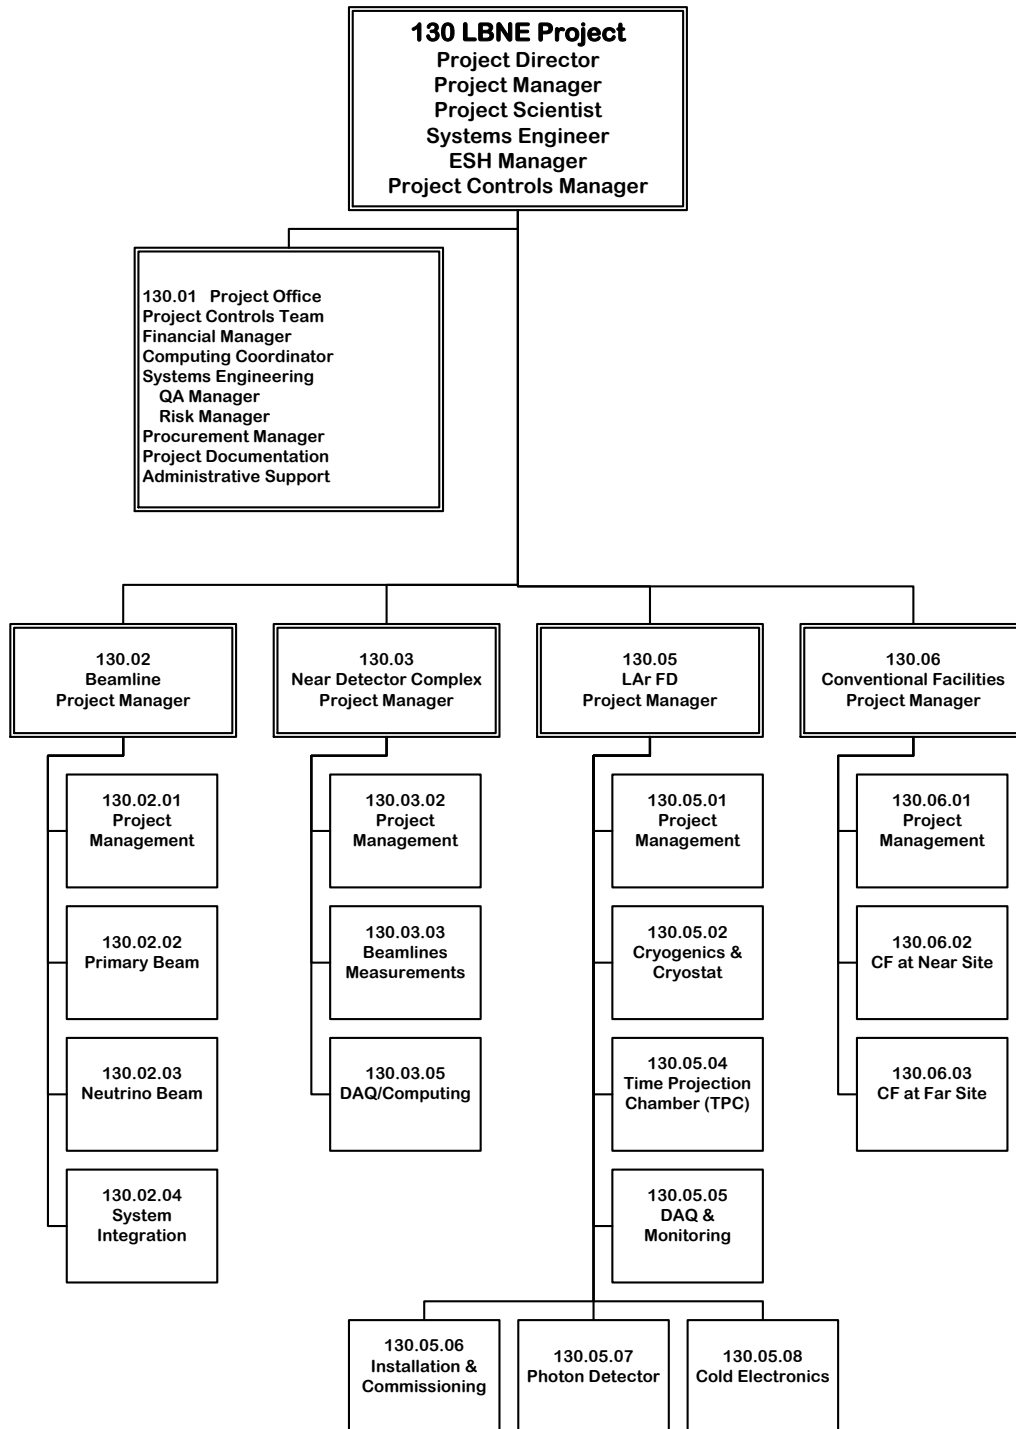 130 LBNE Project
Project Director
Project Manager
Project Scientist
Systems Engineer
ESH Manager
Project Controls Manager
130.01 Project Office
Project Controls Team
Financial Manager
Computing Coordinator
Systems Engineering
QA Manager
Risk Manager
Procurement Manager
Project Documentation
Administrative Support
130.02
Beamline
Project Manager
130.03
Near Detector Complex
Project Manager
130.05
LAr FD
Project Manager
130.06
Conventional Facilities
Project Manager
130.02.01
Project
Management
130.03.02
Project
Management
130.05.01
Project
Management
130.06.01
Project
Management
130.02.02
Primary Beam
130.03.03
Beamlines
Measurements
130.05.02
Cryogenics &
Cryostat
130.06.02
CF at Near Site
130.02.03
Neutrino Beam
130.03.05
DAQ/Computing
130.05.04
Time Projection
Chamber (TPC)
130.06.03
CF at Far Site
130.02.04
System
Integration
130.05.05
DAQ &
Monitoring
130.05.06
Installation &
Commissioning
130.05.07
Photon Detector
130.05.08
Cold Electronics